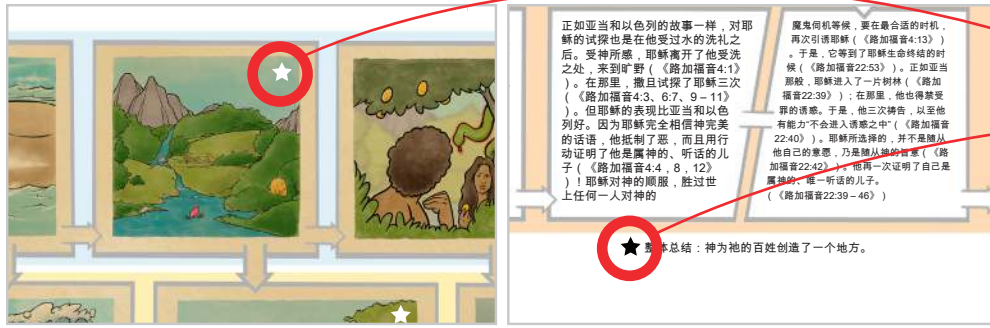 正如亚当和以色列的故事一样，对耶
稣的试探也是在他受过水的洗礼之
后。受神所感，耶稣离开了他受洗
之处，来到旷野（《路加福音4:1》
）。在那里，撒旦试探了耶稣三次
（《路加福音4:3、6:7、9 – 11》
）。但耶稣的表现比亚当和以色
列好。因为耶稣完全相信神完美
的话语，他抵制了恶，而且用行
动证明了他是属神的、听话的儿
子（《路加福音4:4，8，12》
）！耶稣对神的顺服，胜过世
上任何一人对神的
魔鬼伺机等候，要在最合适的时机，
再次引诱耶稣（《路加福音4:13》）
。于是，它等到了耶稣生命终结的时
候（《路加福音22:53》）。正如亚当
那般，耶稣进入了一片树林（《路加
福音22:39》）；在那里，他也得禁受
罪的诱惑。于是，他三次祷告，以至他
有能力“不会进入诱惑之中”（《路加福音
22:40》）。耶稣所选择的，并不是随从
他自己的意愿，乃是随从神的旨意（《路
加福音22:42》）。他再一次证明了自己是
属神的、唯一听话的儿子。
（《路加福音22:39 – 46》）
整体总结：神为祂的百姓创造了一个地方。